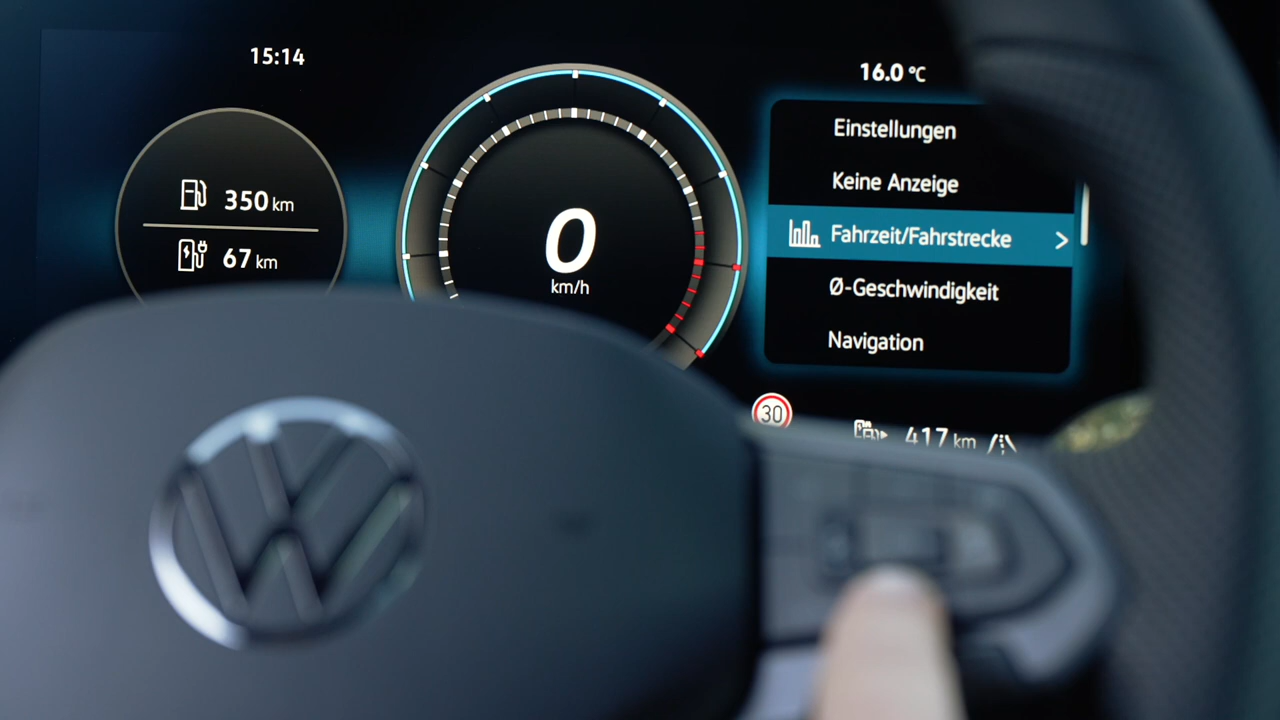 15:14
350 km
67 km
0
km/h
16.0 °C
Einstellungen
Keine Anzeige
Fahrzeit/Fahrstrecke
Ø-Geschwindigkeit
Navigation
30
417 km
VW